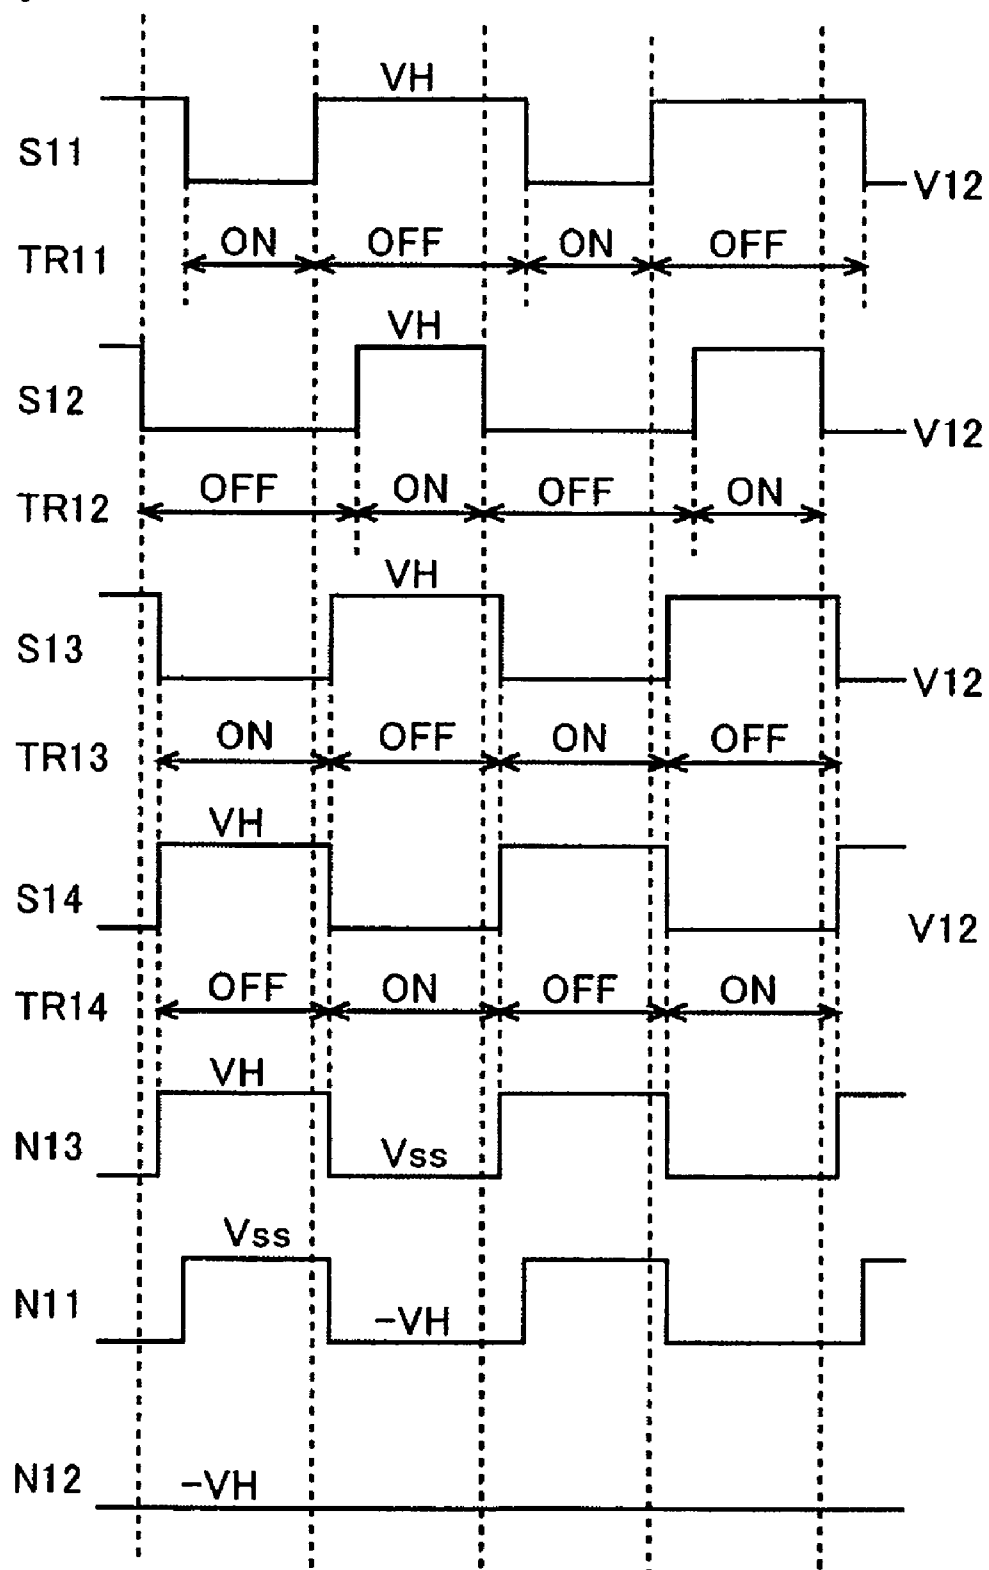 VH
S11
V12
ON OFF ON OFF
TR11
VH
S12
V12
OFF ON OFF ON
TR12
VH
S13
V12
ON OFF ON OFF
TR13
VH
S14
V12
OFF ON OFF ON
TR14
VH
N13
Vss
Vss
N11
-VH
N12
-VH